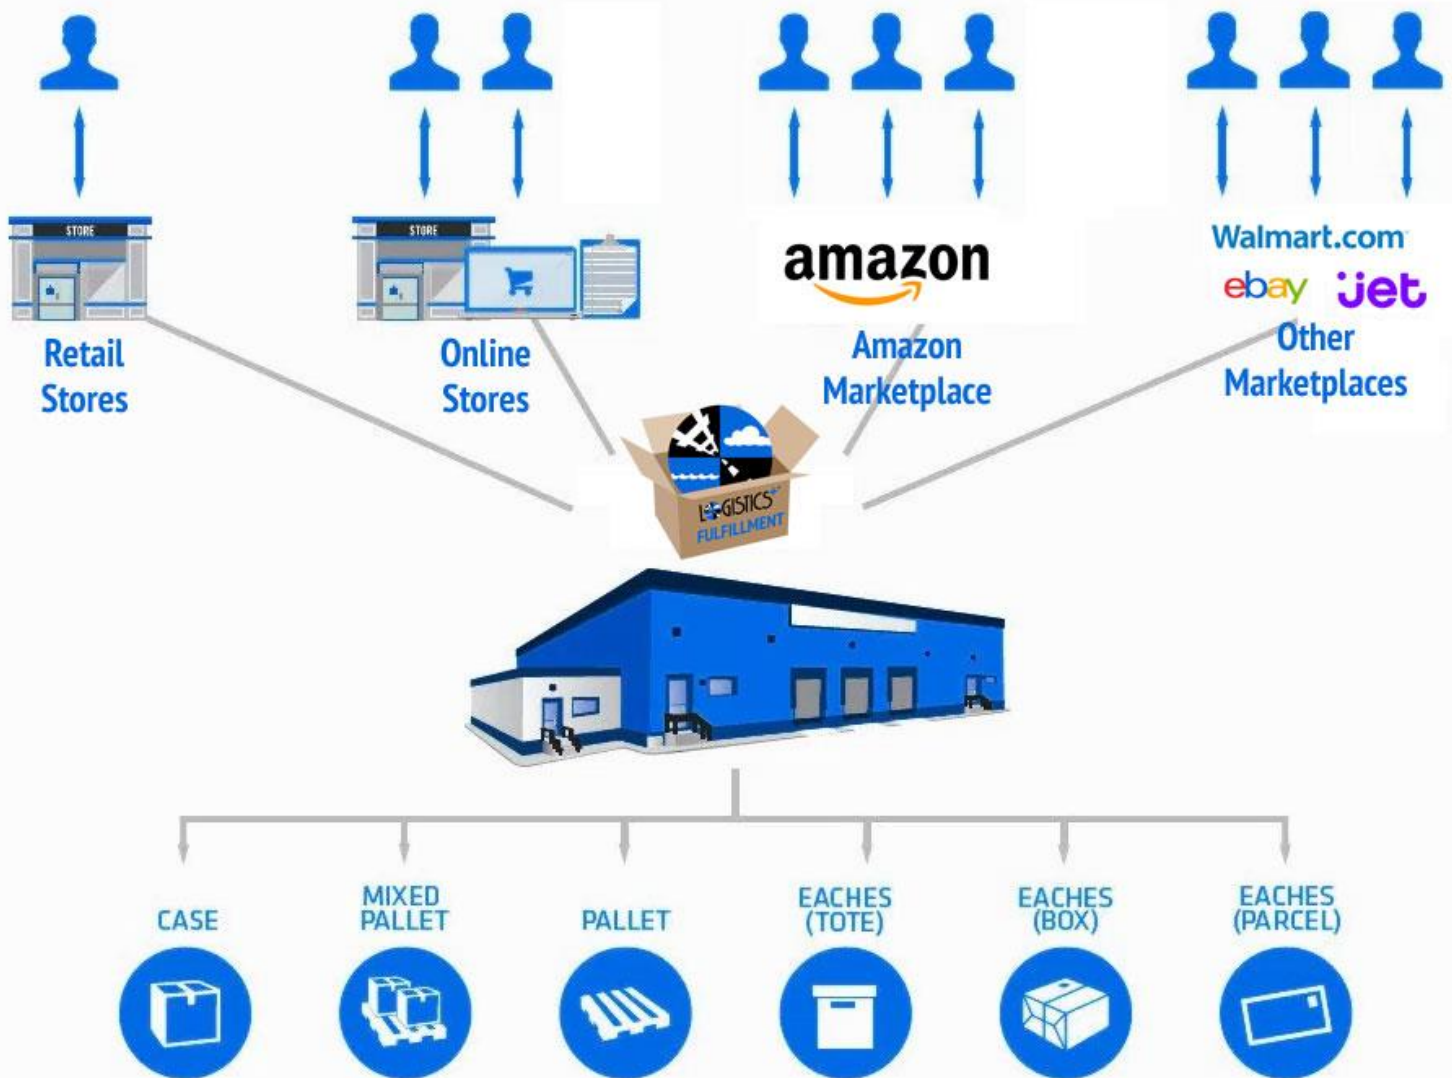 STORE
STORE
amazon
Walmart.com
ebay jet
Retail
Stores
Online
Stores
Amazon
Marketplace
Other
Marketplaces
LOGISTICS+
FULFILLMENT
CASE
MIXED
PALLET
PALLET
EACHES
(TOTE)
EACHES
(BOX)
EACHES
(PARCEL)